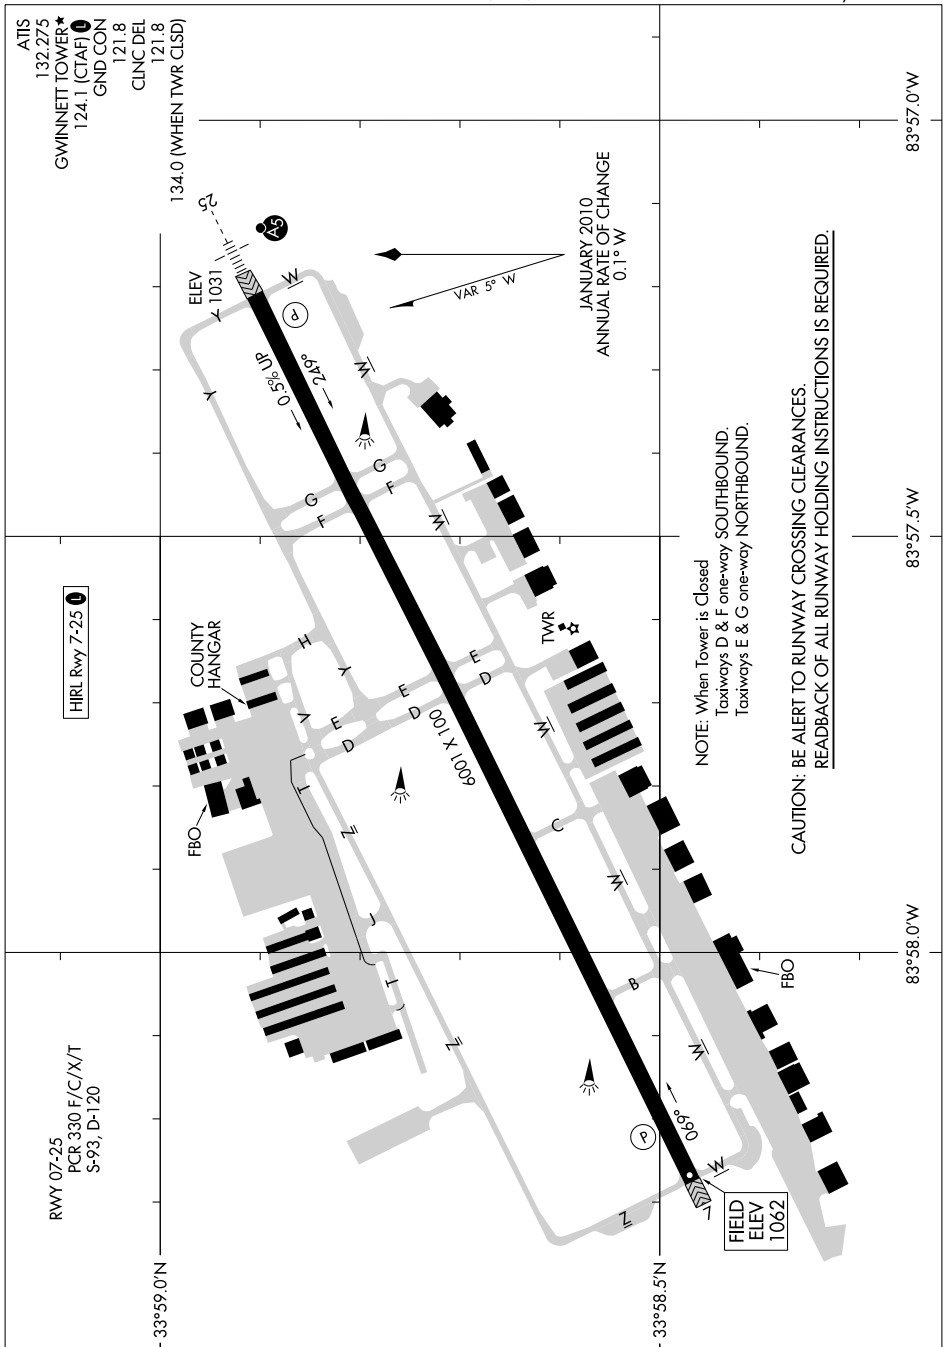 ATIS
132.275
GWINNETT TOWER★
124.1 (CTAF) L
GND CON
121.8
CLNC DEL
121.8
134.0 (WHEN TWR CLSD)
HIRL Rwy 7-25 L
RWY 07-25
PCR 330 F/C/X/T
S-93, D-120
83°57.0'W
83°57.5'W
83°58.0'W
33°59.0'N
33°58.5'N
25
A5
ELEV
1031
Y
W
P
0.5% UP
249°
Y
W
G
F
G
F
W
JANUARY 2010
ANNUAL RATE OF CHANGE
0.1° W
VAR 5° W
COUNTY
HANGAR
H
Y
A
E
D
E
D
E
D
TWR
W
6001 X 100
FBO
T
Z
C
W
J
T
B
FBO
Z
W
P
069°
W
Z
7
FIELD
ELEV
1062
NOTE: When Tower is Closed
Taxiways D & F one-way SOUTHBOUND.
Taxiways E & G one-way NORTHBOUND.
CAUTION: BE ALERT TO RUNWAY CROSSING CLEARANCES.
READBACK OF ALL RUNWAY HOLDING INSTRUCTIONS IS REQUIRED.